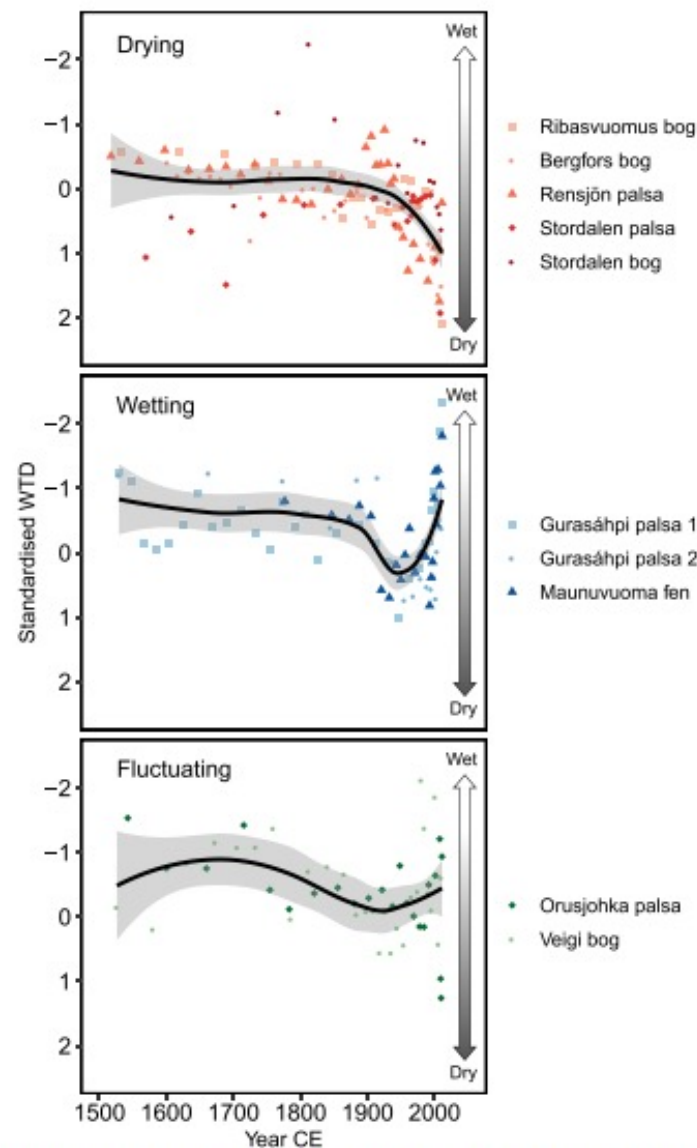 Drying
Wet
−2
−1
0
1
2
Dry
Ribasvuomus bog
Bergfors bog
Rensjön palsa
Stordalen palsa
Stordalen bog
Standardised WTD
Wetting
Wet
−2
−1
0
1
2
Dry
Gurasáhpi palsa 1
Gurasáhpi palsa 2
Maunuvuoma fen
Fluctuating
Wet
−2
−1
0
1
2
Dry
Orusjohka palsa
Veigi bog
1500 1600 1700 1800 1900 2000
Year CE